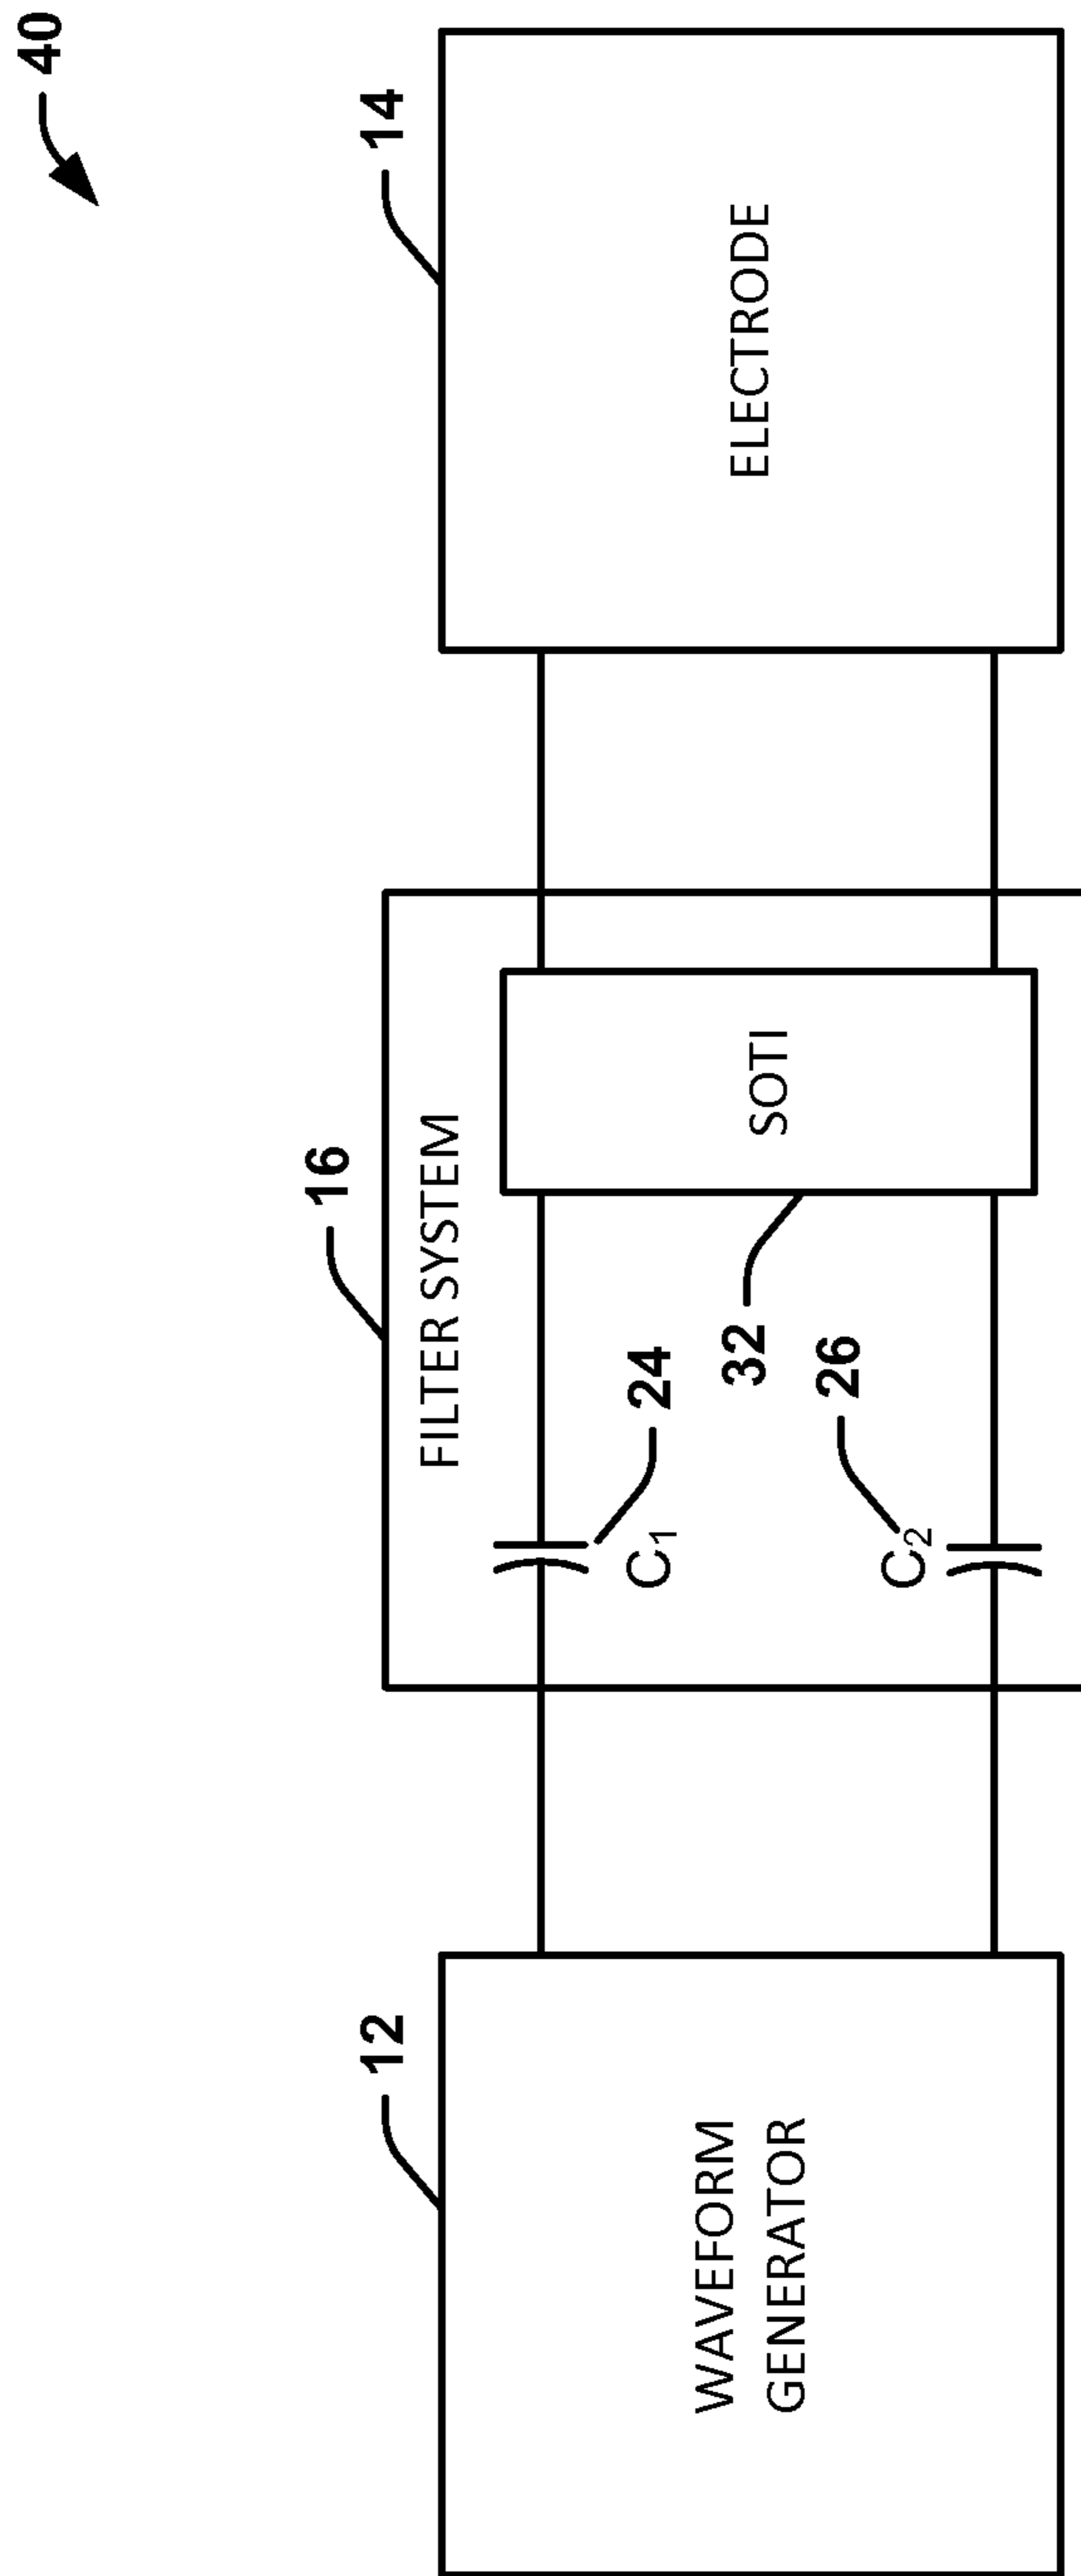 40
12
WAVEFORM
GENERATOR
16
FILTER SYSTEM
C1
24
C2
26
32
SOTI
14
ELECTRODE